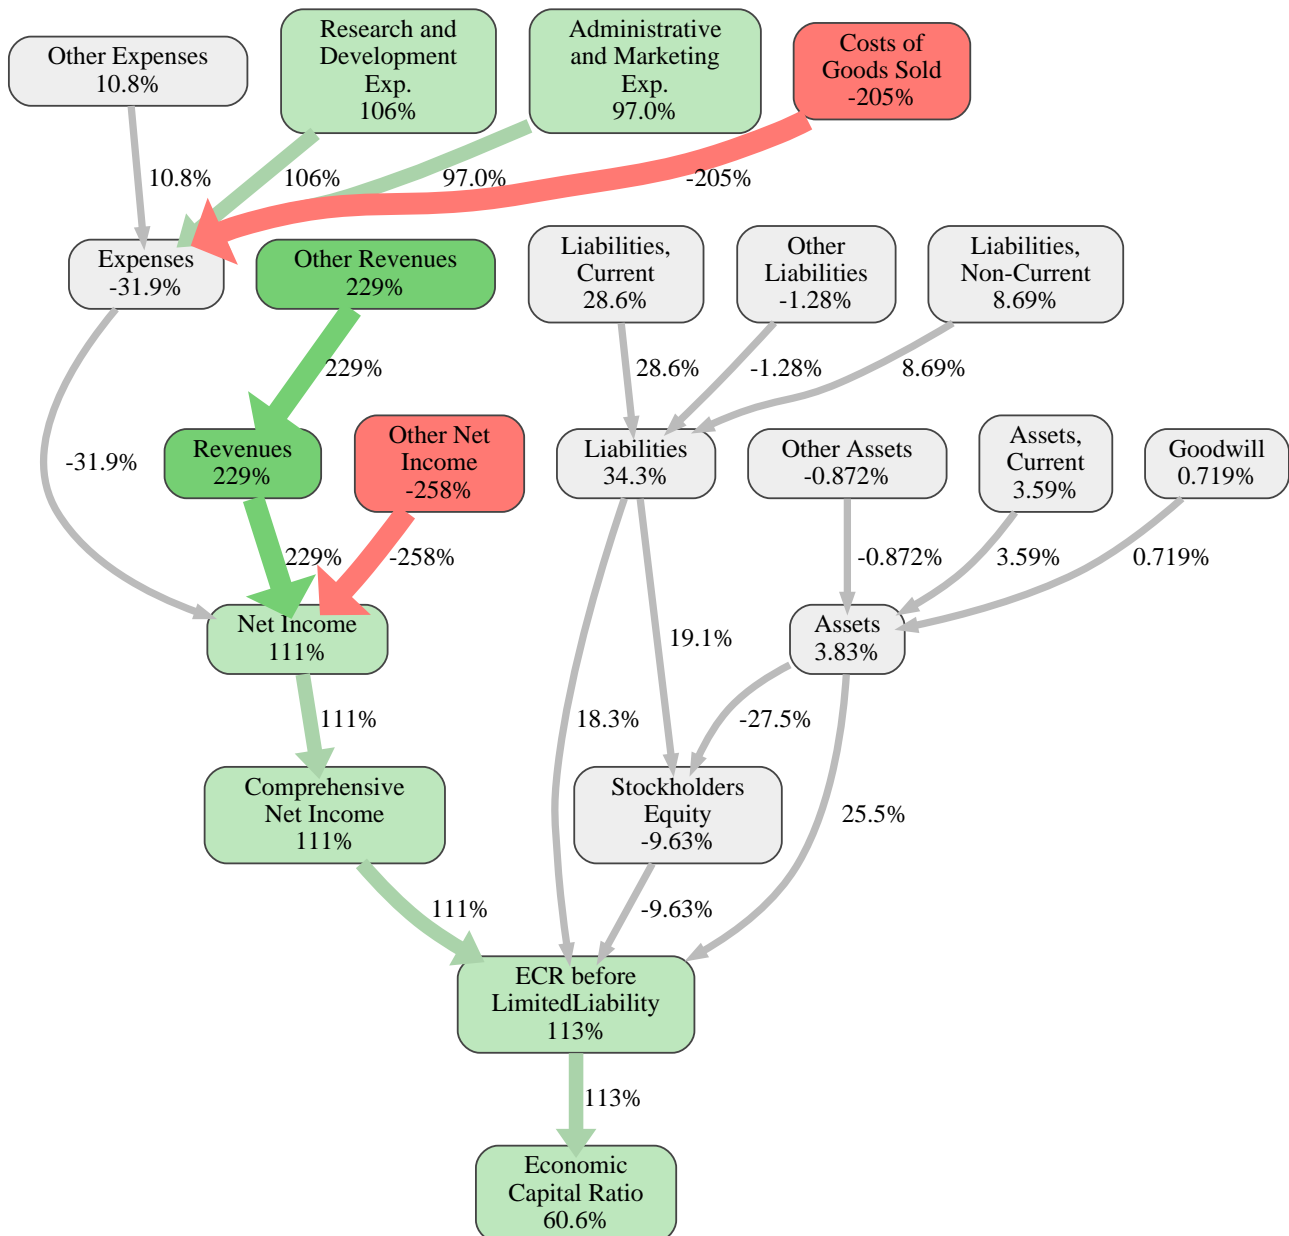 Other Expenses
10.8%
Research and
Development
Exp.
106%
Administrative
and Marketing
Exp.
97.0%
Costs of
Goods Sold
-205%
10.8%
106%
97.0%
-205%
Expenses
-31.9%
Other Revenues
229%
Liabilities,
Current
28.6%
Other
Liabilities
-1.28%
Liabilities,
Non-Current
8.69%
229%
28.6%
-1.28%
8.69%
-31.9%
Revenues
229%
Other Net
Income
-258%
Liabilities
34.3%
Other Assets
-0.872%
Assets,
Current
3.59%
Goodwill
0.719%
229%
-258%
-0.872%
3.59%
0.719%
Net Income
111%
19.1%
Assets
3.83%
111%
18.3%
-27.5%
Comprehensive
Net Income
111%
Stockholders
Equity
-9.63%
25.5%
111%
-9.63%
ECR before
LimitedLiability
113%
113%
Economic
Capital Ratio
60.6%